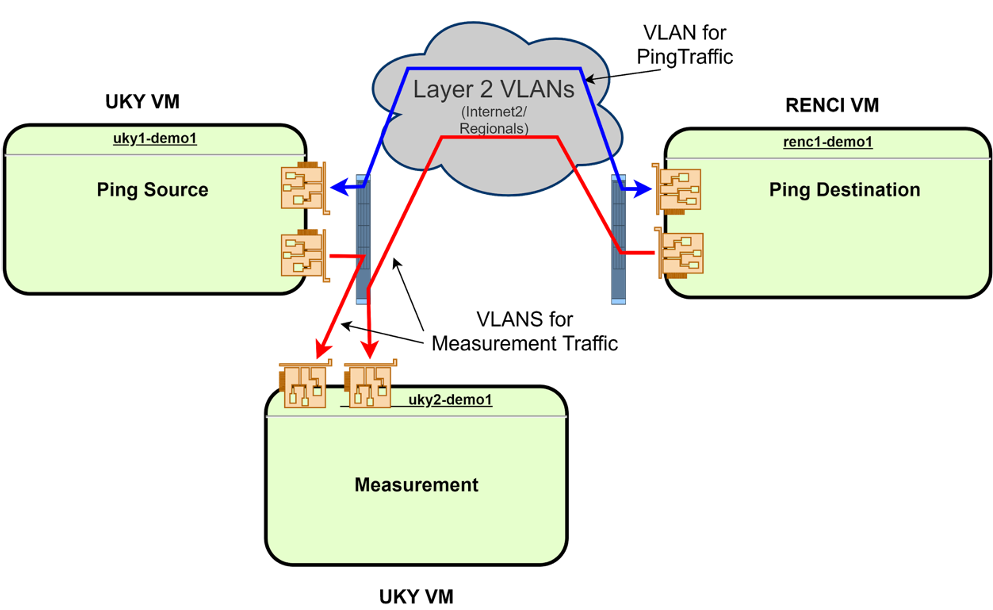 VLAN for
PingTraffic
Layer 2 VLANs
(Internet2/
Regionals)
UKY VM
uky1-demo1
Ping Source
RENCI VM
renc1-demo1
Ping Destination
VLANS for
Measurement Traffic
uky2-demo1
Measurement
UKY VM